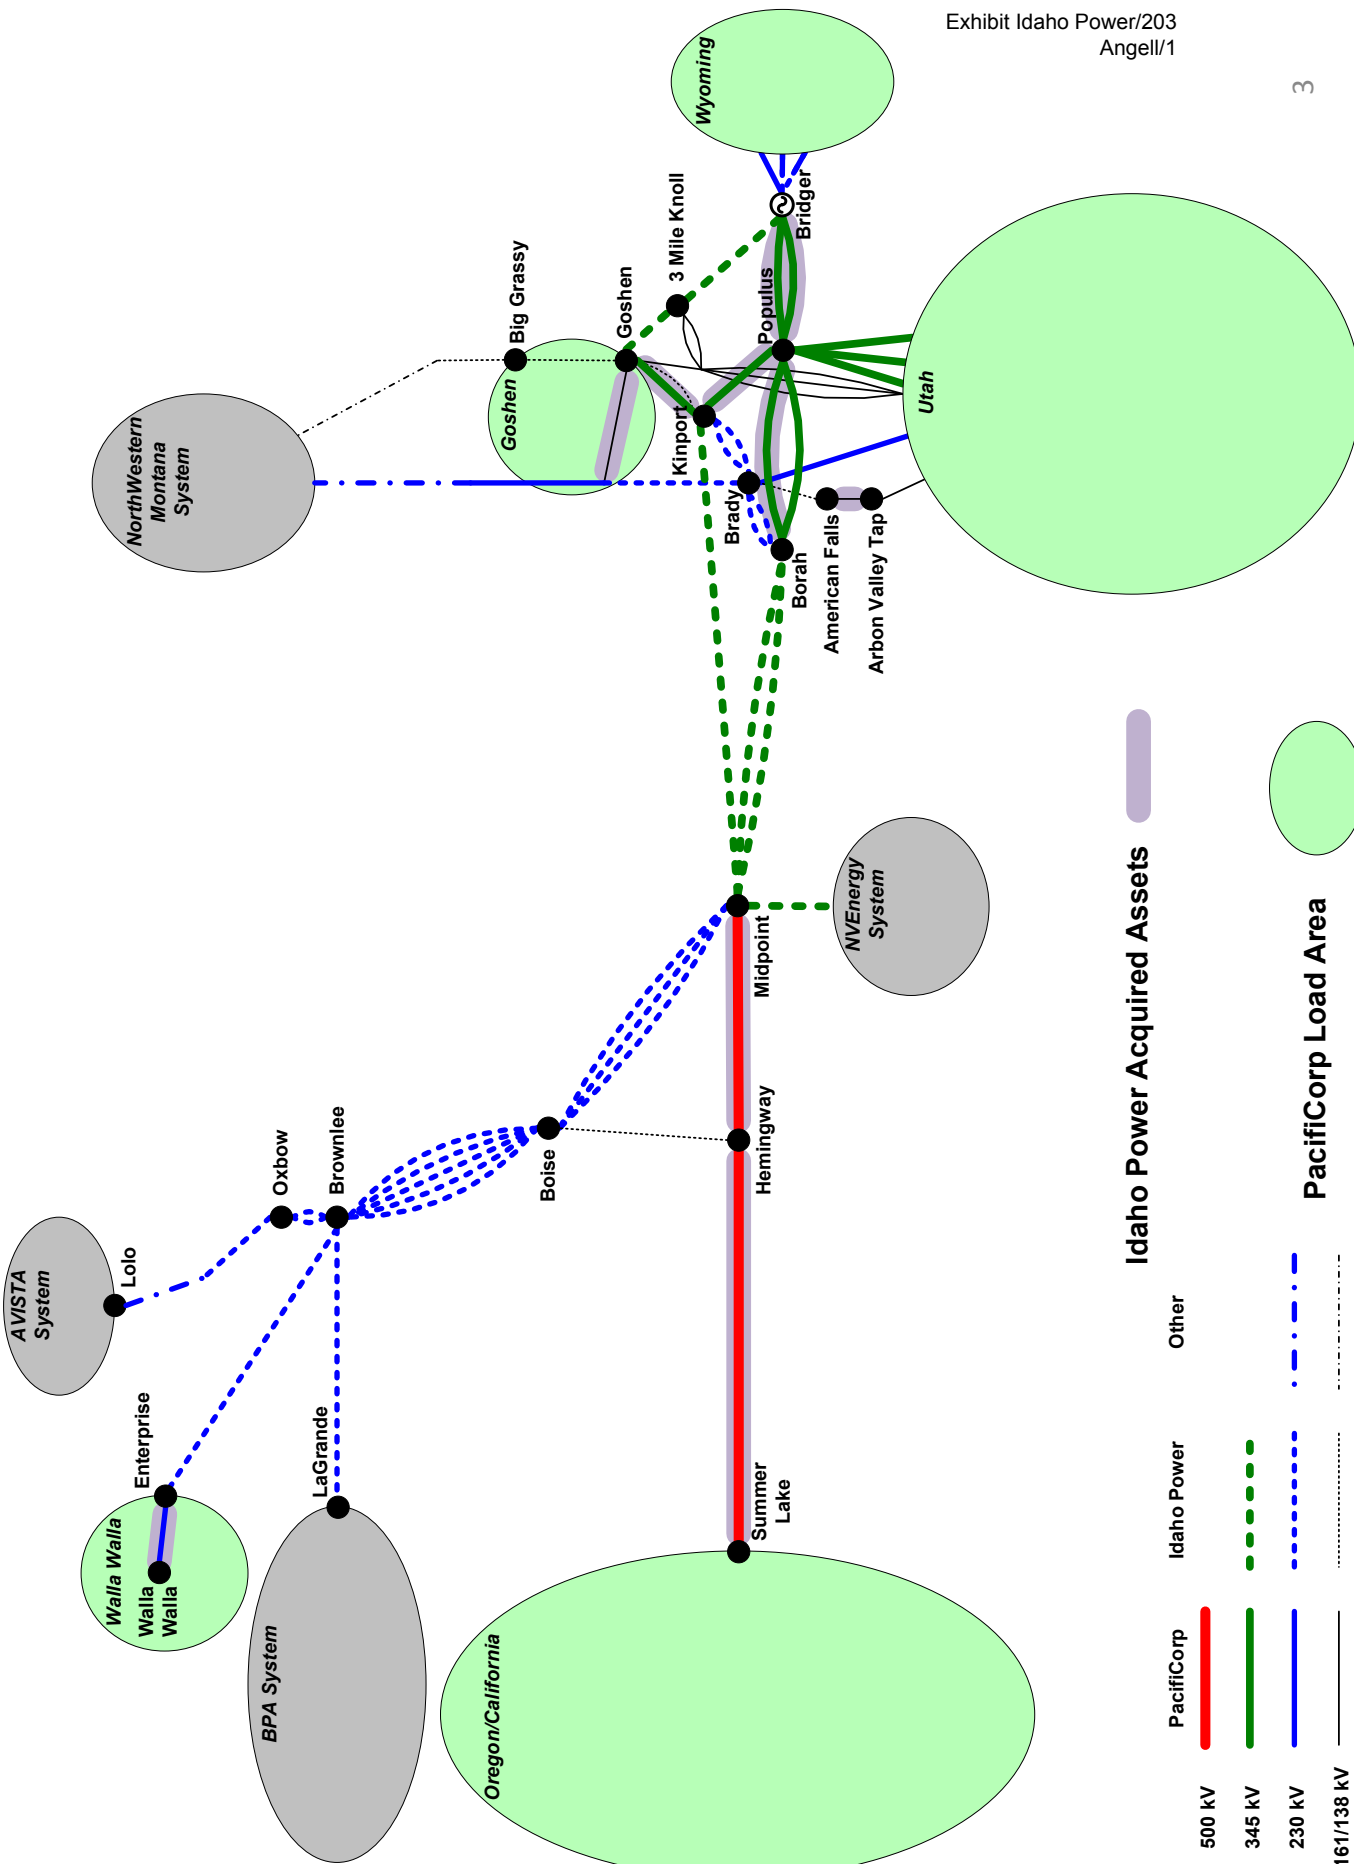 Exhibit Idaho Power/203
Angell/1
3
AVISTA
System
Lolo
Oxbow
Brownlee
Enterprise
Walla Walla
Walla
Walla
LaGrande
BPA System
Boise
Oregon/California
Summer
Lake
Hemingway
Midpoint
NVEnergy
System
NorthWestern
Montana
System
Big Grassy
Goshen
Goshen
3 Mile Knoll
Wyoming
Bridger
Populus
Kinport
Brady
Borah
American Falls
Arbon Valley Tap
Utah
Idaho Power Acquired Assets
PacifiCorp Load Area
PacifiCorp
Idaho Power
Other
500 kV
345 kV
230 kV
161/138 kV